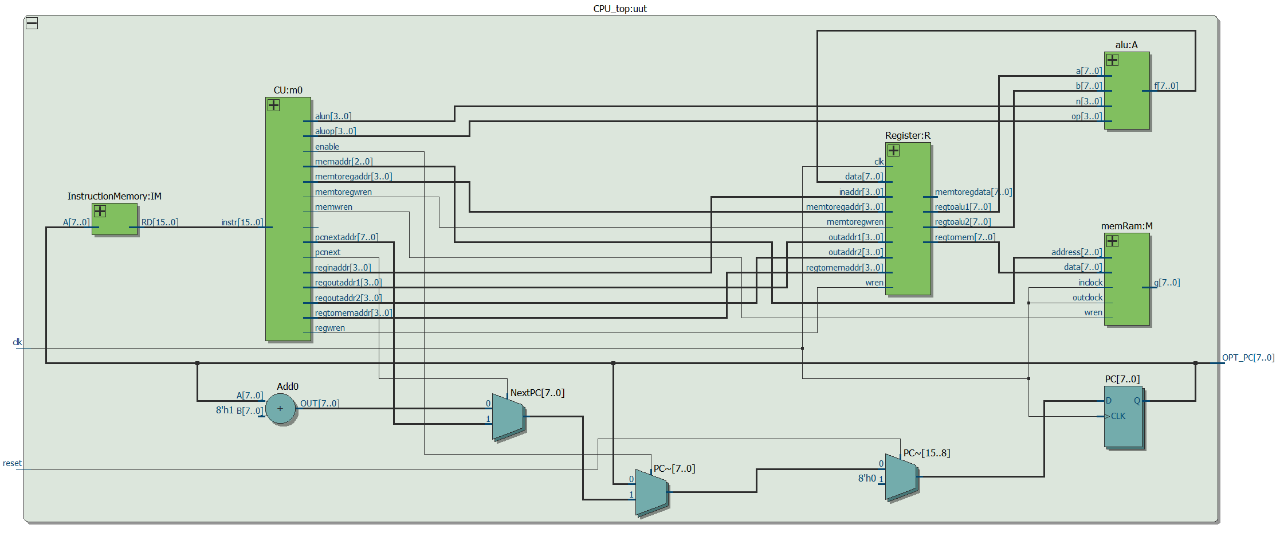 CPU_top:uut
alu:A
a[7..0]
b[7..0]
n[3..0]
op[3..0]
f[7..0]
CU:m0
alun[3..0]
aluop[3..0]
enable
memaddr[2..0]
memtoregaddr[3..0]
memtoregwren
memwren
instr[15..0]
pcnextaddr[7..0]
pcnext
reginaddr[3..0]
regoutaddr1[3..0]
regoutaddr2[3..0]
regtomemaddr[3..0]
regwren
InstructionMemory:IM
A[7..0]
RD[15..0]
Register:R
clk
data[7..0]
inaddr[3..0]
memtoregaddr[3..0]
memtoregwren
outaddr1[3..0]
outaddr2[3..0]
regtomemaddr[3..0]
wren
memtoregdata[7..0]
regtoalu1[7..0]
regtoalu2[7..0]
regtomem[7..0]
memRam:M
address[2..0]
data[7..0]
inclock
outclock
wren
q[7..0]
clk
OPT_PC[7..0]
Add0
A[7..0]
8'h1 B[7..0]
+
OUT[7..0]
NextPC[7..0]
0
1
PC[7..0]
D
Q
>CLK
reset
PC~[7..0]
0
1
PC~[15..8]
0
8'h0 1